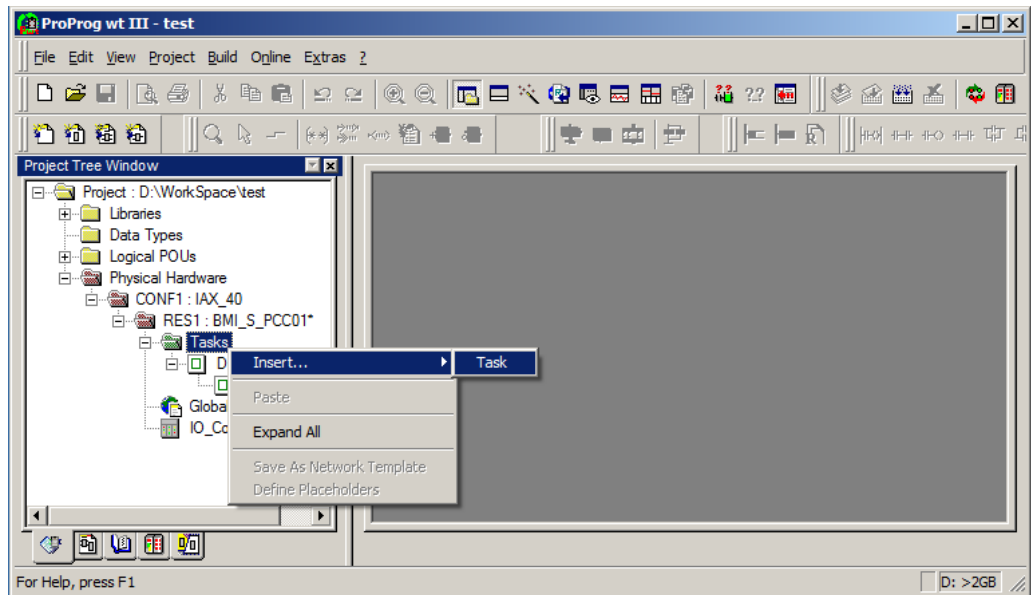 ProProg wt III - test
File Edit View Project Build Online Extras ?
Project Tree Window
Project : D:\WorkSpace\test
Libraries
Data Types
Logical POUs
Physical Hardware
CONF1 : IAX_40
RES1 : BMI_S_PCC01*
Tasks
D
Insert...
Task
Paste
Globa
IO_Co
Expand All
Save As Network Template
Define Placeholders
For Help, press F1
D: >2GB